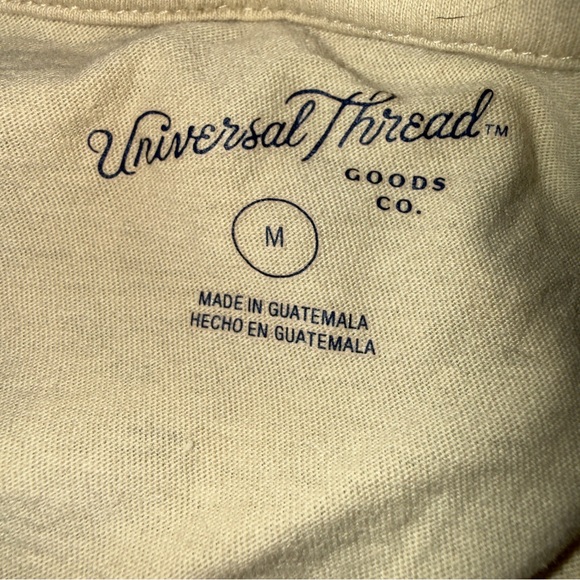 Universal Thread™
GOODS
CO.
M
MADE IN GUATEMALA
HECHO EN GUATEMALA